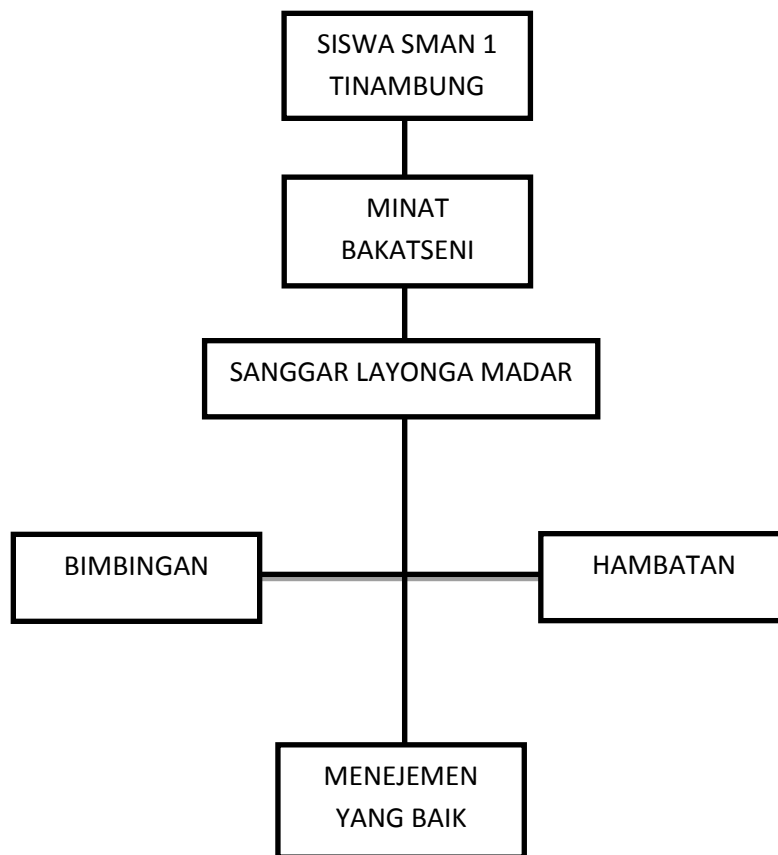 SISWA SMAN 1
TINAMBUNG
MINAT
BAKATSENI
SANGGAR LAYONGA MADAR
BIMBINGAN
HAMBATAN
MENEJEMEN
YANG BAIK